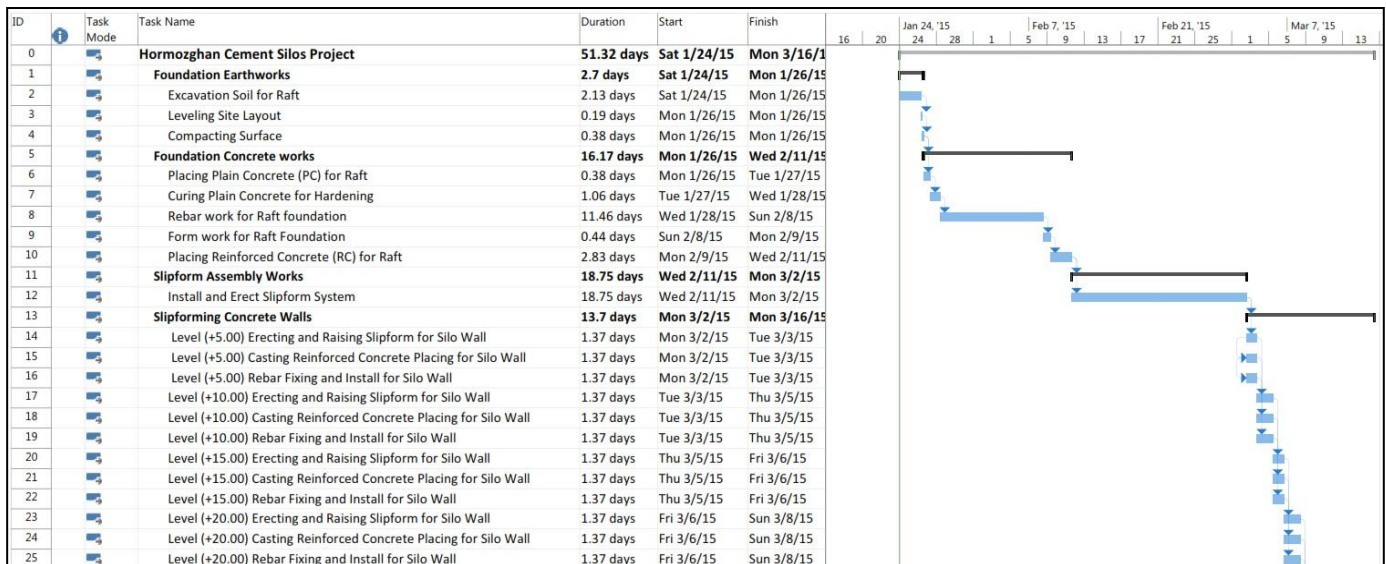 ID Task Mode Task Name Duration Start Finish Jan 24, '15 Feb 7, '15 Feb 21, '15 Mar 7, '15
16 20 24 28 1 5 9 13 17 21 25 1 5 9 13
0 Hormozghan Cement Silos Project 51.32 days Sat 1/24/15 Mon 3/16/1
1 Foundation Earthworks 2.7 days Sat 1/24/15 Mon 1/26/15
2 Excavation Soil for Raft 2.13 days Sat 1/24/15 Mon 1/26/15
3 Leveling Site Layout 0.19 days Mon 1/26/15 Mon 1/26/15
4 Compacting Surface 0.38 days Mon 1/26/15 Mon 1/26/15
5 Foundation Concrete works 16.17 days Mon 1/26/15 Wed 2/11/15
6 Placing Plain Concrete (PC) for Raft 0.38 days Mon 1/26/15 Tue 1/27/15
7 Curing Plain Concrete for Hardening 1.06 days Tue 1/27/15 Wed 1/28/15
8 Rebar work for Raft foundation 11.46 days Wed 1/28/15 Sun 2/8/15
9 Form work for Raft Foundation 0.44 days Sun 2/8/15 Mon 2/9/15
10 Placing Reinforced Concrete (RC) for Raft 2.83 days Mon 2/9/15 Wed 2/11/15
11 Slipform Assembly Works 18.75 days Wed 2/11/15 Mon 3/2/15
12 Install and Erect Slipform System 18.75 days Wed 2/11/15 Mon 3/2/15
13 Slipforming Concrete Walls 13.7 days Mon 3/2/15 Mon 3/16/15
14 Level (+5.00) Erecting and Raising Slipform for Silo Wall 1.37 days Mon 3/2/15 Tue 3/3/15
15 Level (+5.00) Casting Reinforced Concrete Placing for Silo Wall 1.37 days Mon 3/2/15 Tue 3/3/15
16 Level (+5.00) Rebar Fixing and Install for Silo Wall 1.37 days Mon 3/2/15 Tue 3/3/15
17 Level (+10.00) Erecting and Raising Slipform for Silo Wall 1.37 days Tue 3/3/15 Thu 3/5/15
18 Level (+10.00) Casting Reinforced Concrete Placing for Silo Wall 1.37 days Tue 3/3/15 Thu 3/5/15
19 Level (+10.00) Rebar Fixing and Install for Silo Wall 1.37 days Tue 3/3/15 Thu 3/5/15
20 Level (+15.00) Erecting and Raising Slipform for Silo Wall 1.37 days Thu 3/5/15 Fri 3/6/15
21 Level (+15.00) Casting Reinforced Concrete Placing for Silo Wall 1.37 days Thu 3/5/15 Fri 3/6/15
22 Level (+15.00) Rebar Fixing and Install for Silo Wall 1.37 days Thu 3/5/15 Fri 3/6/15
23 Level (+20.00) Erecting and Raising Slipform for Silo Wall 1.37 days Fri 3/6/15 Sun 3/8/15
24 Level (+20.00) Casting Reinforced Concrete Placing for Silo Wall 1.37 days Fri 3/6/15 Sun 3/8/15
25 Level (+20.00) Rebar Fixing and Install for Silo Wall 1.37 days Fri 3/6/15 Sun 3/8/15